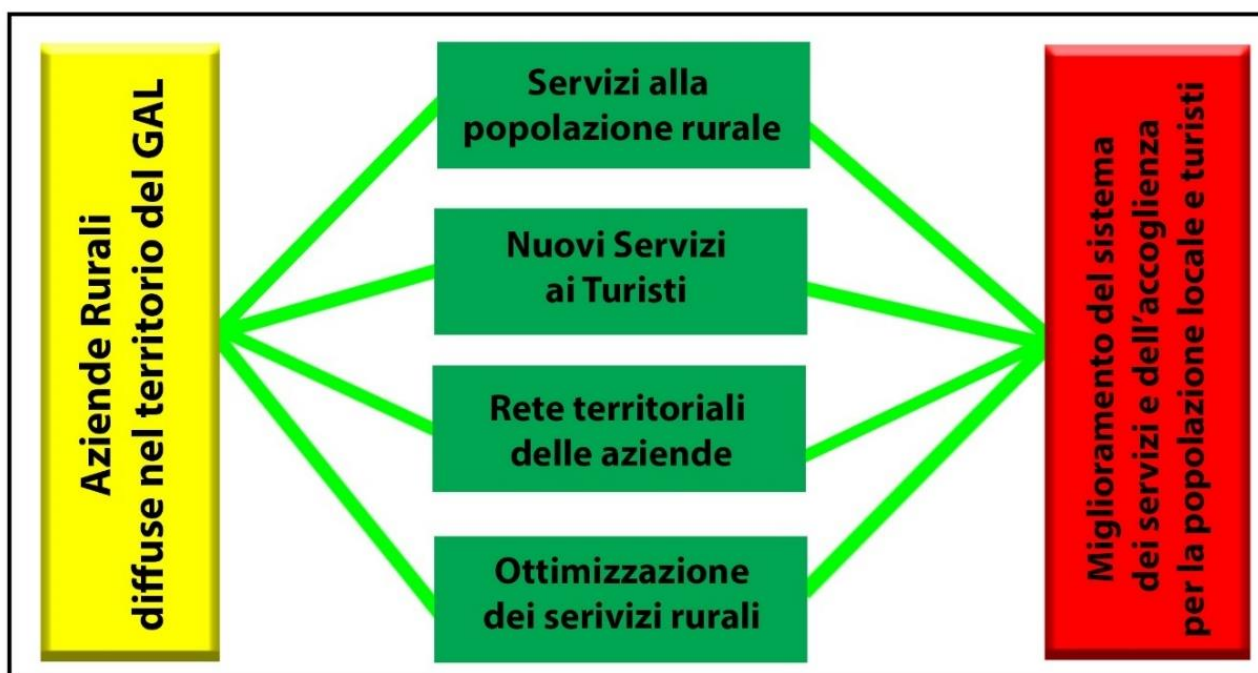 Aziende Rurali
diffuse nel territorio del GAL
Servizi alla
popolazione rurale
Nuovi Servizi
ai Turisti
Rete territoriali
delle aziende
Ottimizzazione
dei serivizi rurali
Miglioramento del sistema
dei servizi e dell’accoglienza
per la popolazione locale e turisti